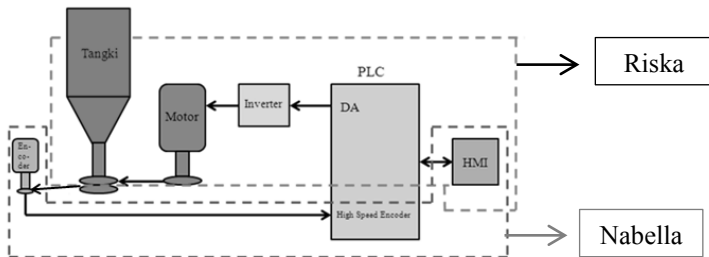 Tangki
PLC
Riska
Inverter
Motor
DA
En-
co-
der
HMI
High Speed Encoder
Nabella